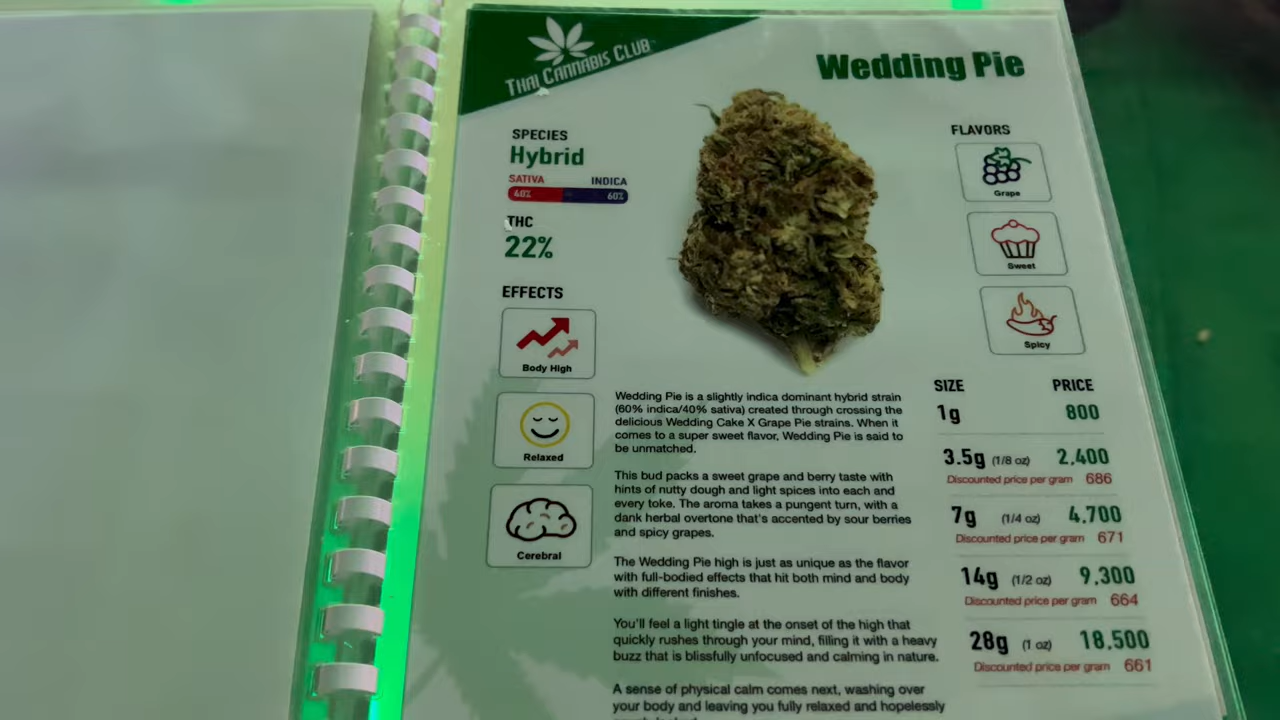 THAI CANNABIS CLUB
Wedding Pie
SPECIES
Hybrid
SATIVA INDICA
40% 60%
THC
22%
EFFECTS
Body High
Relaxed
Cerebral
FLAVORS
Grape
Sweet
Spicy
Wedding Pie is a slightly indica dominant hybrid strain
(60% indica/40% sativa) created through crossing the
delicious Wedding Cake X Grape Pie strains. When it
comes to a super sweet flavor, Wedding Pie is said to
be unmatched.
This bud packs a sweet grape and berry taste with
hints of nutty dough and light spices into each and
every toke. The aroma takes a pungent turn, with a
dank herbal overtone that's accented by sour berries
and spicy grapes.
The Wedding Pie high is just as unique as the flavor
with full-bodied effects that hit both mind and body
with different finishes.
You'll feel a light tingle at the onset of the high that
quickly rushes through your mind, filling it with a heavy
buzz that is blissfully unfocused and calming in nature.
A sense of physical calm comes next, washing over
your body and leaving you fully relaxed and hopelessly
SIZE PRICE
1g 800
3.5g (1/8 oz) 2,400
Discounted price per gram 686
7g (1/4 oz) 4,700
Discounted price per gram 671
14g (1/2 oz) 9,300
Discounted price per gram 664
28g (1 oz) 18,500
Discounted price per gram 661